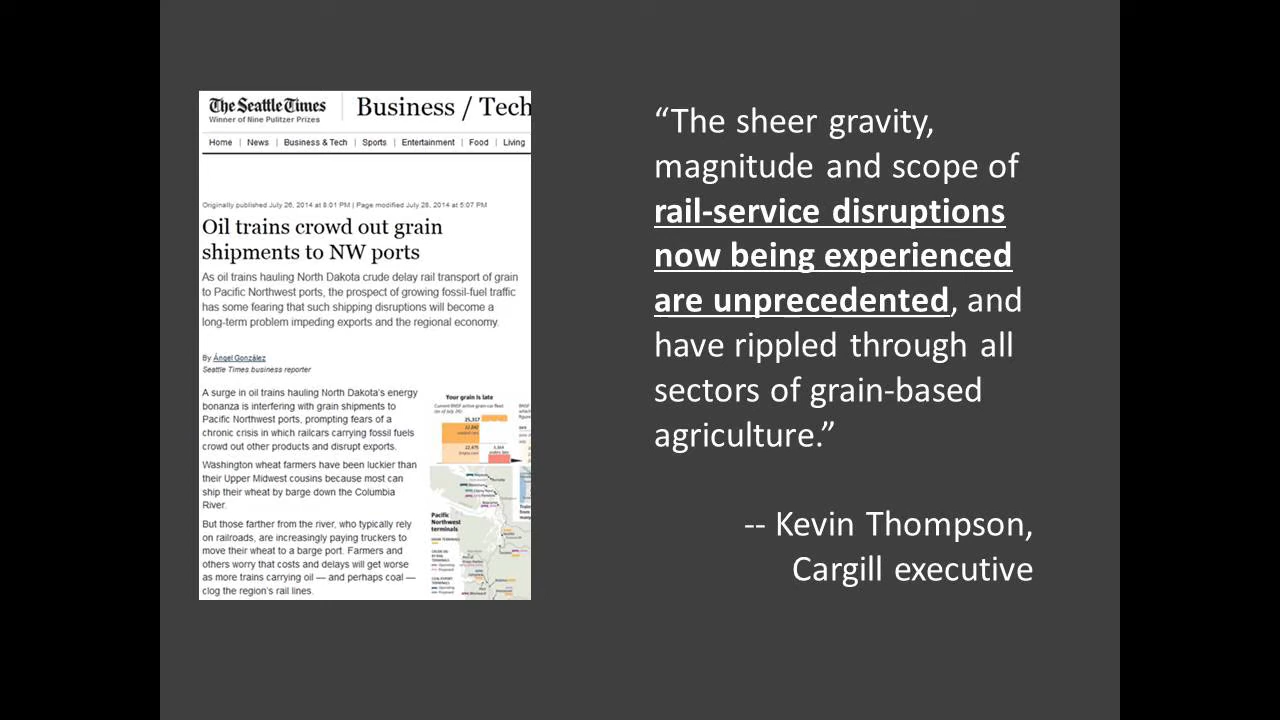 The Seattle Times
Winner of Nine Pulitzer Prizes
Business / Tech
Home | News | Business & Tech | Sports | Entertainment | Food | Living
Originally published July 26, 2014 at 8:01 PM | Page modified July 28, 2014 at 5:07 PM
Oil trains crowd out grain
shipments to NW ports
As oil trains hauling North Dakota crude delay rail transport of grain
to Pacific Northwest ports, the prospect of growing fossil-fuel traffic
has some fearing that such shipping disruptions will become a
long-term problem impeding exports and the regional economy.
By Ángel González
Seattle Times business reporter
A surge in oil trains hauling North Dakota's energy
bonanza is interfering with grain shipments to
Pacific Northwest ports, prompting fears of a
chronic crisis in which railcars carrying fossil fuels
crowd out other products and disrupt exports.
Washington wheat farmers have been luckier than
their Upper Midwest cousins because most can
ship their wheat by barge down the Columbia
River.
But those farther from the river, who typically rely
on railroads, are increasingly paying truckers to
move their wheat to a barge port. Farmers and
others worry that costs and delays will get worse
as more trains carrying oil — and perhaps coal —
clog the region's rail lines.
Your grain is late
Current BNSF active grain-car fleet
25,317
Pacific
Northwest
terminals
“The sheer gravity,
magnitude and scope of
rail-service disruptions
now being experienced
are unprecedented, and
have rippled through all
sectors of grain-based
agriculture.”
-- Kevin Thompson,
Cargill executive